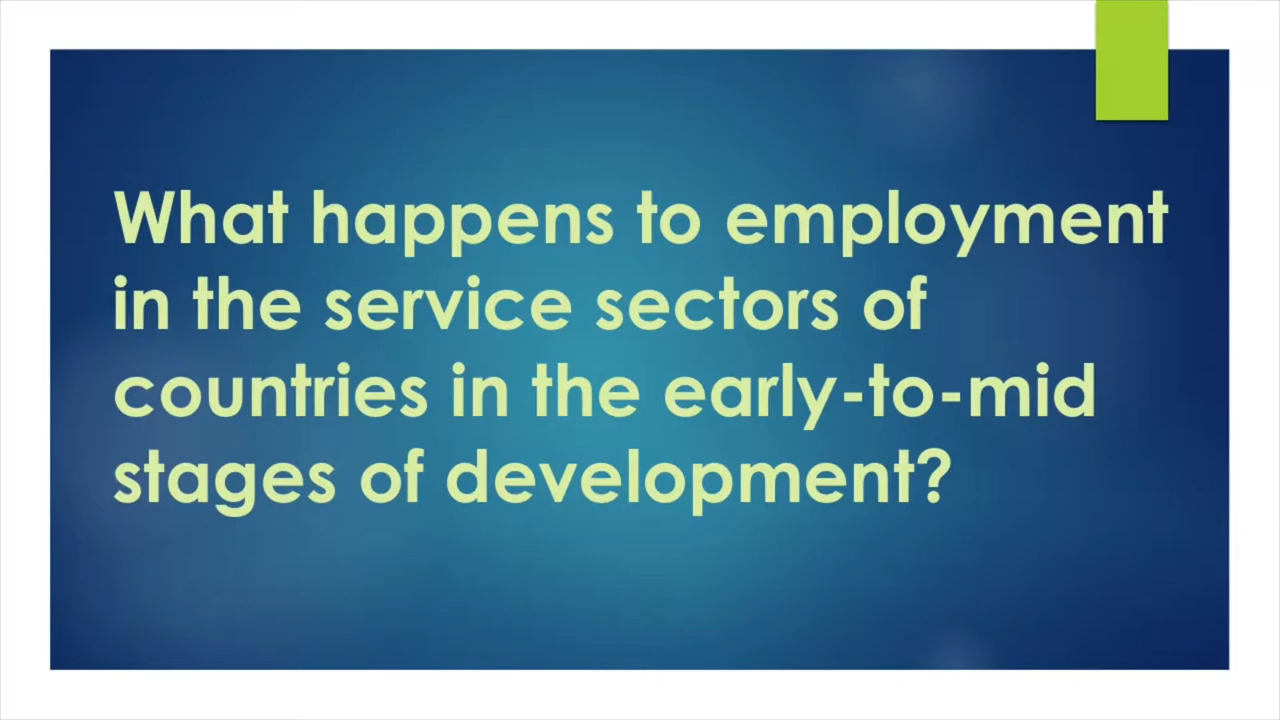 What happens to employment
in the service sectors of
countries in the early-to-mid
stages of development?